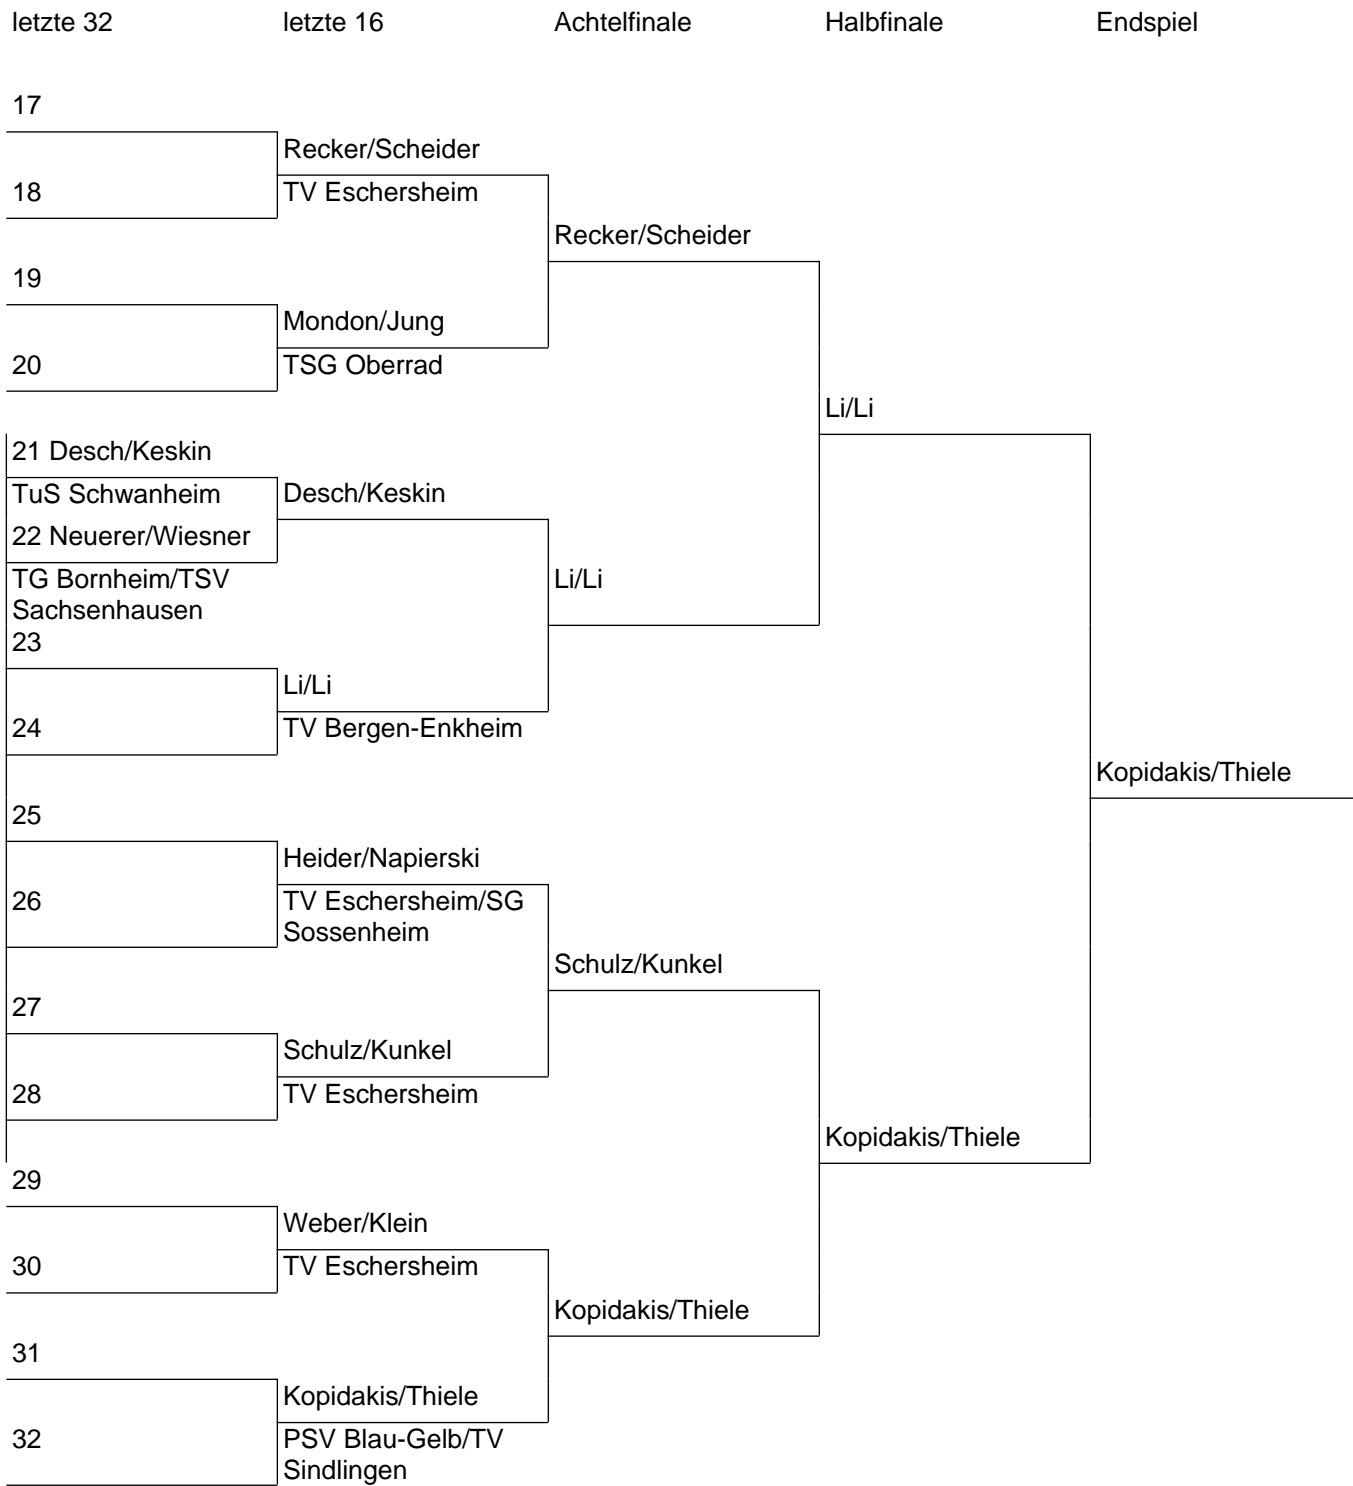 letzte 32 letzte 16 Achtelfinale Halbfinale Endspiel
17
Recker/Scheider
18 TV Eschersheim
Recker/Scheider
19
Mondon/Jung
20 TSG Oberrad
Li/Li
21 Desch/Keskin
TuS Schwanheim Desch/Keskin
22 Neuerer/Wiesner
TG Bornheim/TSV Li/Li
Sachsenhausen
23
Li/Li
24 TV Bergen-Enkheim
Kopidakis/Thiele
25
Heider/Napierski
26 TV Eschersheim/SG
Sossenheim
Schulz/Kunkel
27
Schulz/Kunkel
28 TV Eschersheim
Kopidakis/Thiele
29
Weber/Klein
30 TV Eschersheim
Kopidakis/Thiele
31
Kopidakis/Thiele
32 PSV Blau-Gelb/TV
Sindlingen